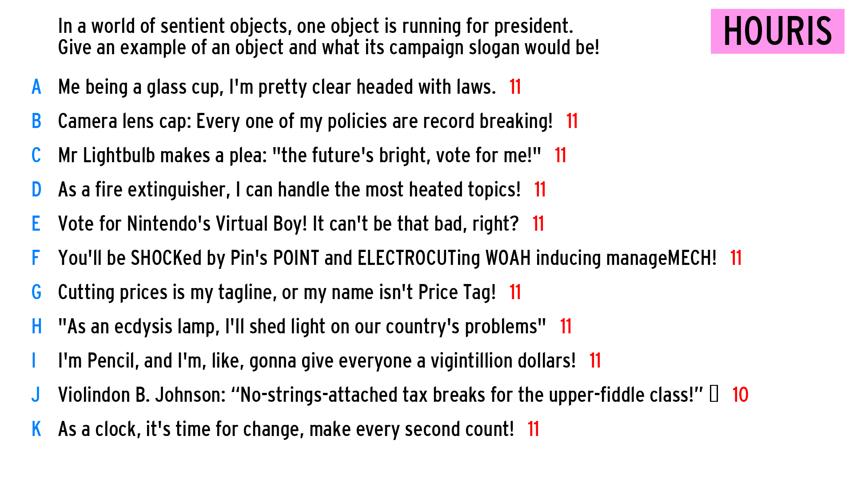 In a world of sentient objects, one object is running for president.
Give an example of an object and what its campaign slogan would be!
HOURIS
A Me being a glass cup, I'm pretty clear headed with laws. 11
B Camera lens cap: Every one of my policies are record breaking! 11
C Mr Lightbulb makes a plea: "the future's bright, vote for me!" 11
D As a fire extinguisher, I can handle the most heated topics! 11
E Vote for Nintendo's Virtual Boy! It can't be that bad, right? 11
F You'll be SHOCKed by Pin's POINT and ELECTROCUTing WOAH inducing manageMECH! 11
G Cutting prices is my tagline, or my name isn't Price Tag! 11
H "As an ecdysis lamp, I'll shed light on our country's problems" 11
I I'm Pencil, and I'm, like, gonna give everyone a vigintillion dollars! 11
J Violindon B. Johnson: “No-strings-attached tax breaks for the upper-fiddle class!” 10
K As a clock, it's time for change, make every second count! 11